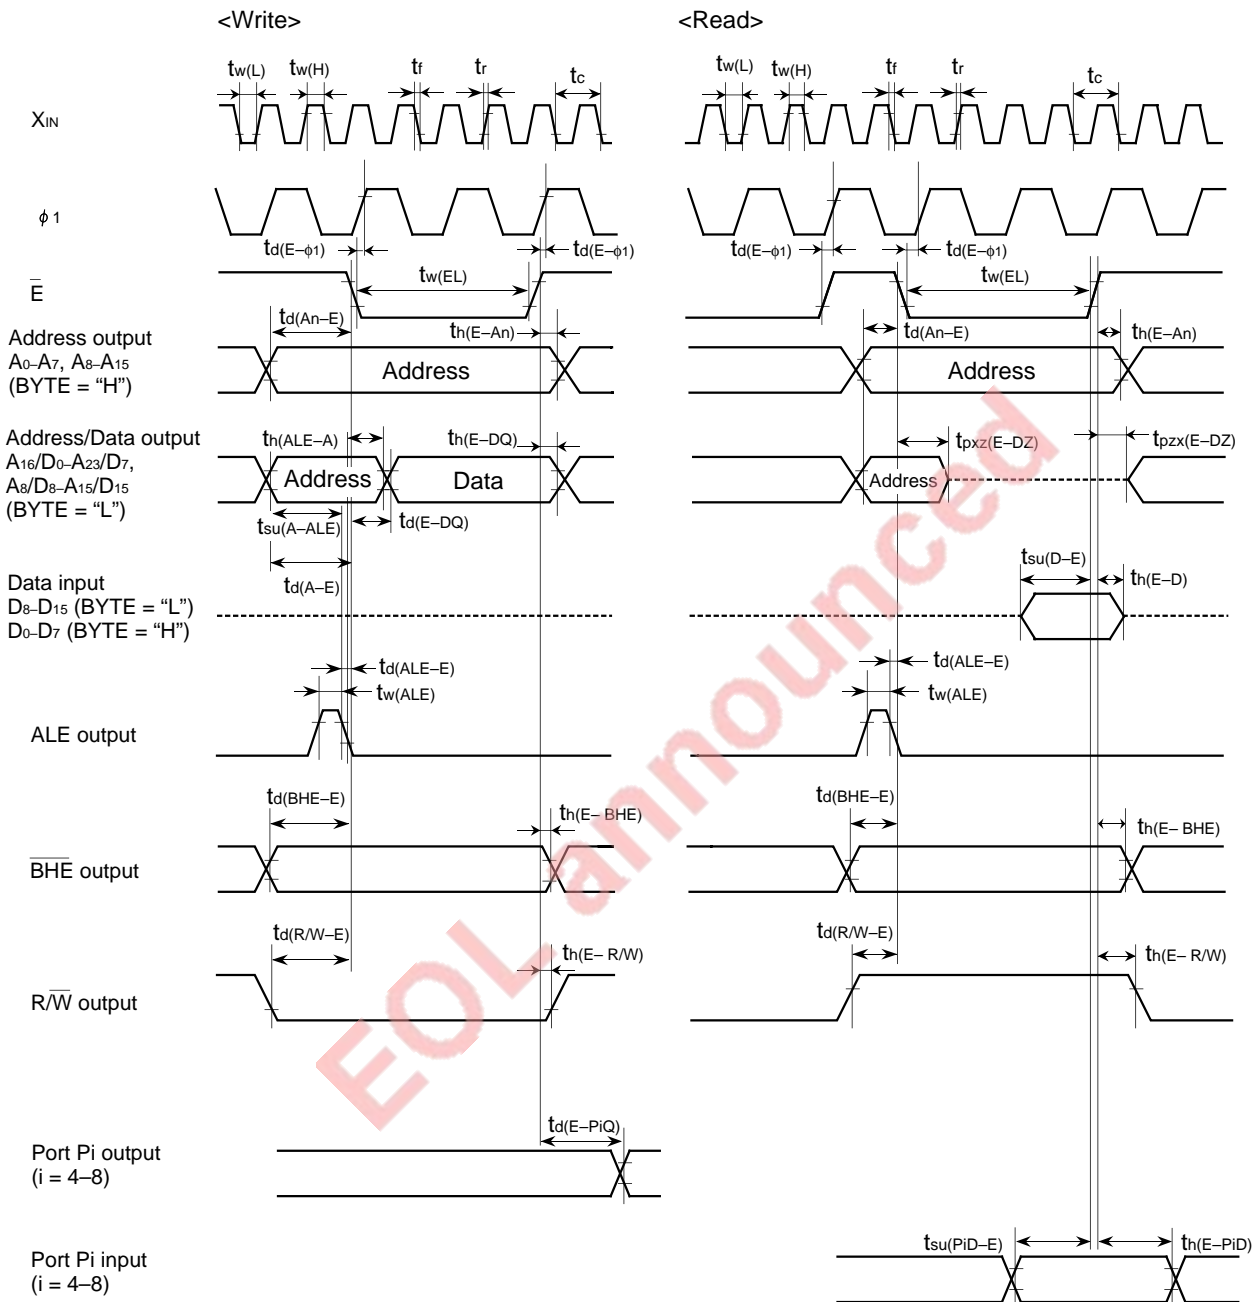 <Write> <Read>
tw(L) tw(H) tf tr tc tw(L) tw(H) tf tr tc
XIN
ϕ1
td(E–ϕ1) td(E–ϕ1) td(E–ϕ1) td(E–ϕ1)
E̅
tw(EL) tw(EL)
td(An–E) th(E–An) td(An–E) th(E–An)
Address output
A0–A7, A8–A15
(BYTE = “H”)
Address Address
Address/Data output
A16/D0–A23/D7,
A8/D8–A15/D15
(BYTE = “L”)
th(ALE–A) th(E–DQ) tpxz(E–DZ) tpzx(E–DZ)
Address Data Address
tsu(A–ALE) td(E–DQ)
td(A–E)
tsu(D–E) th(E–D)
Data input
D8–D15 (BYTE = “L”)
D0–D7 (BYTE = “H”)
td(ALE–E) td(ALE–E)
tw(ALE) tw(ALE)
ALE output
td(BHE–E) th(E– BHE) td(BHE–E) th(E– BHE)
B̅H̅E̅ output
td(R/W–E) th(E– R/W) td(R/W–E) th(E– R/W)
R/W̅ output
td(E–PiQ)
Port Pi output
(i = 4–8)
tsu(PiD–E) th(E–PiD)
Port Pi input
(i = 4–8)
EOL announced